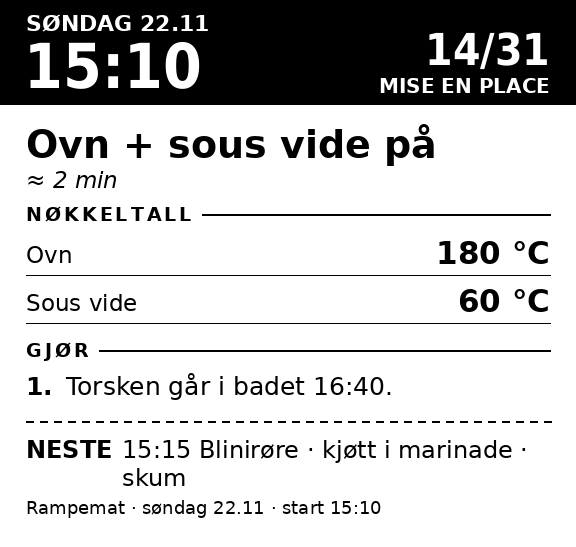 SØNDAG 22.11
15:10
14/31
MISE EN PLACE
Ovn + sous vide på
≈ 2 min
NØKKELTALL
Ovn 180 °C
Sous vide 60 °C
GJØR
1. Torsken går i badet 16:40.
NESTE 15:15 Blinirøre · kjøtt i marinade ·
skum
Rampemat · søndag 22.11 · start 15:10